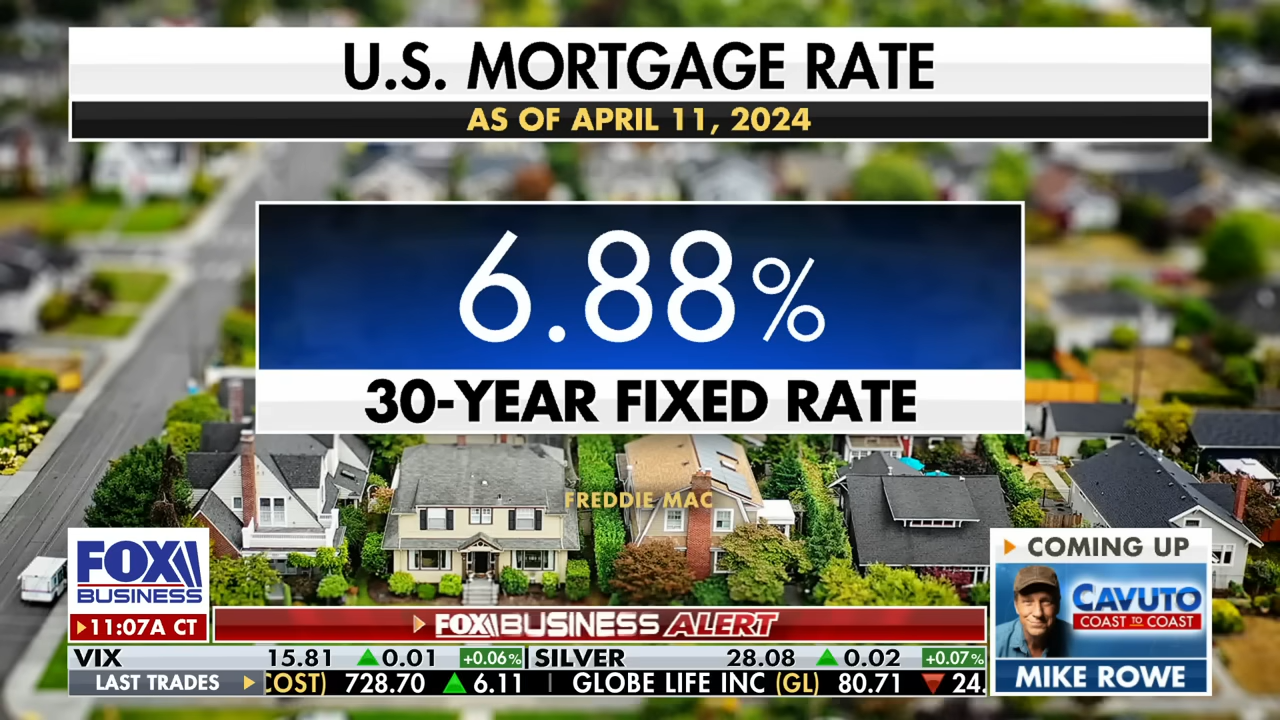 U.S. MORTGAGE RATE
AS OF APRIL 11, 2024
6.88%
30-YEAR FIXED RATE
FREDDIE MAC
FOX BUSINESS
11:07A CT
FOX BUSINESS ALERT
COMING UP
CAVUTO
COAST TO COAST
MIKE ROWE
VIX 15.81 0.01 +0.06% SILVER 28.08 0.02 +0.07%
LAST TRADES COST) 728.70 6.11 GLOBE LIFE INC (GL) 80.71 24.